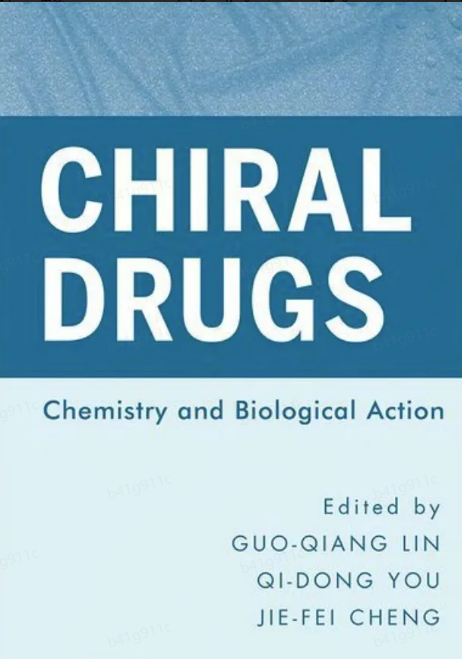 CHIRAL
DRUGS
Chemistry and Biological Action
Edited by
GUO-QIANG LIN
QI-DONG YOU
JIE-FEI CHENG